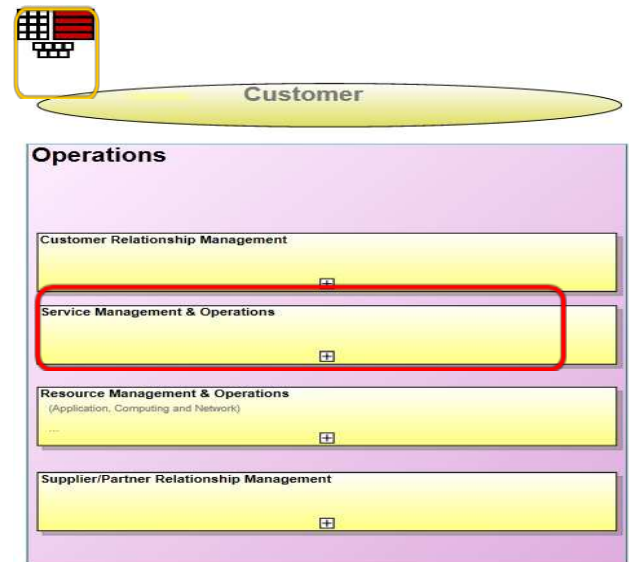 Customer
Operations
Customer Relationship Management
Service Management & Operations
Resource Management & Operations
(Application, Computing and Network)
...
Supplier/Partner Relationship Management